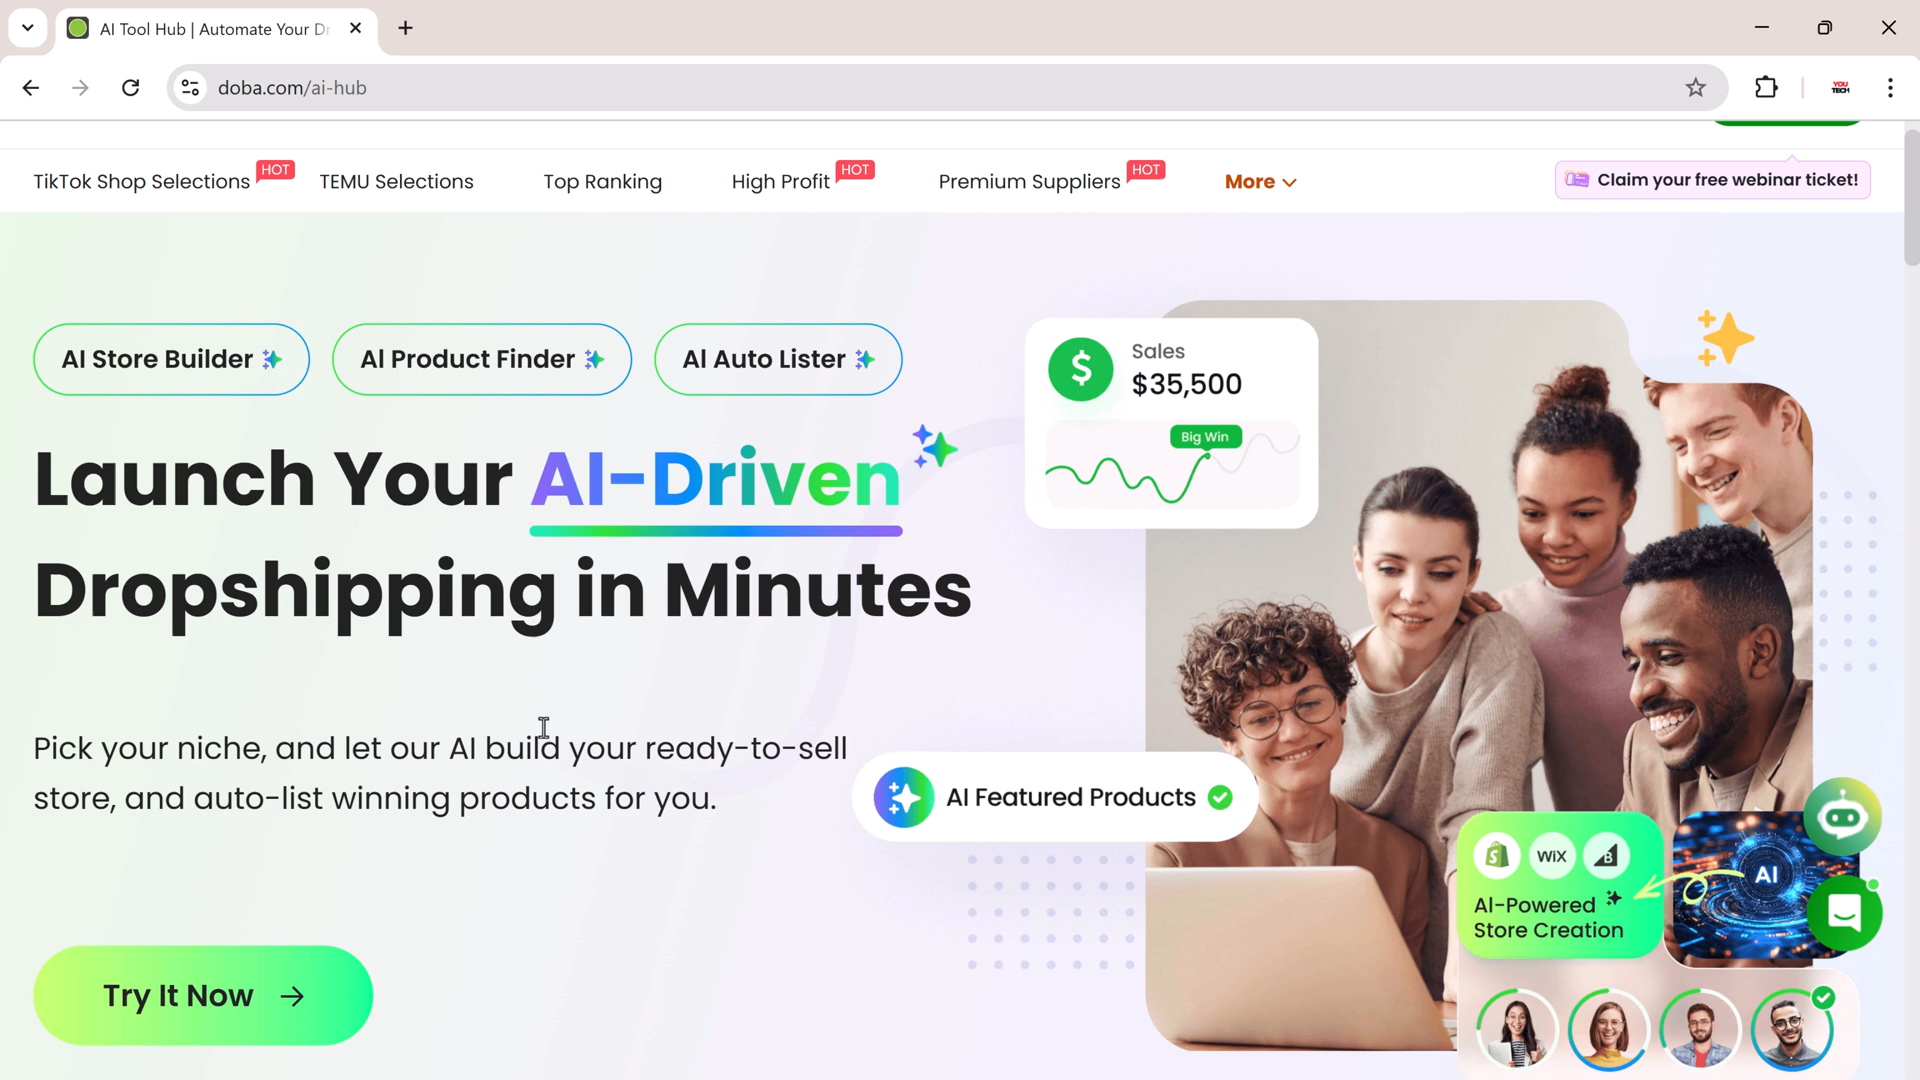 AI Tool Hub | Automate Your Dr
doba.com/ai-hub
YOU
TECH
TikTok Shop Selections HOT
TEMU Selections
Top Ranking
High Profit HOT
Premium Suppliers HOT
More
Claim your free webinar ticket!
AI Store Builder
AI Product Finder
AI Auto Lister
Launch Your AI-Driven
Dropshipping in Minutes
Pick your niche, and let our AI build your ready-to-sell
store, and auto-list winning products for you.
Try It Now →
Sales
$35,500
Big Win
AI Featured Products
WIX
AI-Powered
Store Creation
AI